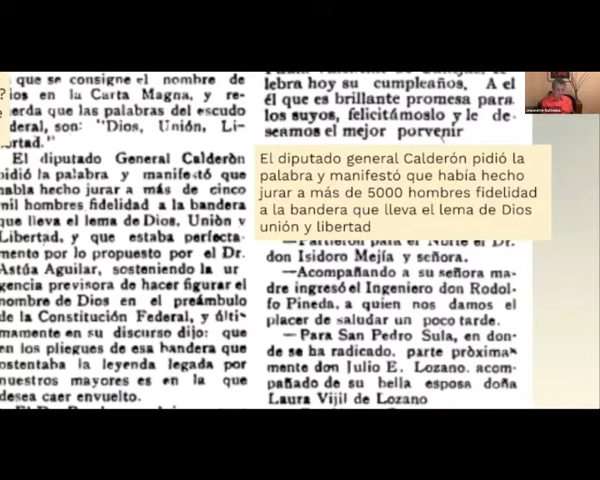 que se consigne el nombre de
ios en la Carta Magna, y re-
erda que las palabras del escudo
deral, son: "Dios, Unión, Li-
rtad."
El diputado General Calderòn
pidió la palabra y manifestó que
había hecho jurar a más de cinco
mil hombres fidelidad a la bandera
que lleva el lema de Dios, Uniòn y
Libertad, y que estaba perfecta-
mente por lo propuesto por el Dr.
Astúa Aguilar, sosteniendo la ur
gencia previsora de hacer figurar el
nombre de Dios en el preámbulo
de la Constitución Federal, y últi-
mamente en su discurso dijo: que
en los pliegues de esa bandera que
ostentaba la leyenda legada por
nuestros mayores es en la que
desea caer envuelto.
lebra hoy su cumpleaños. A el
él que es brillante promesa para
los suyos, felicitámoslo y le de-
seamos el mejor porvenir
El diputado general Calderón pidió la
palabra y manifestó que había hecho
jurar a más de 5000 hombres fidelidad
a la bandera que lleva el lema de Dios
unión y libertad
—Partieron para el Norte el Dr.
don Isidoro Mejía y señora.
—Acompañando a su señora ma-
dre ingresó el Ingeniero don Rodol-
fo Pineda, a quien nos damos el
placer de saludar un poco tarde.
—Para San Pedro Sula, en don-
de se ha radicado, parte pròxima-
mente don Julio E. Lozano, acom-
pañado de su bella esposa doña
Laura Vijil de Lozano